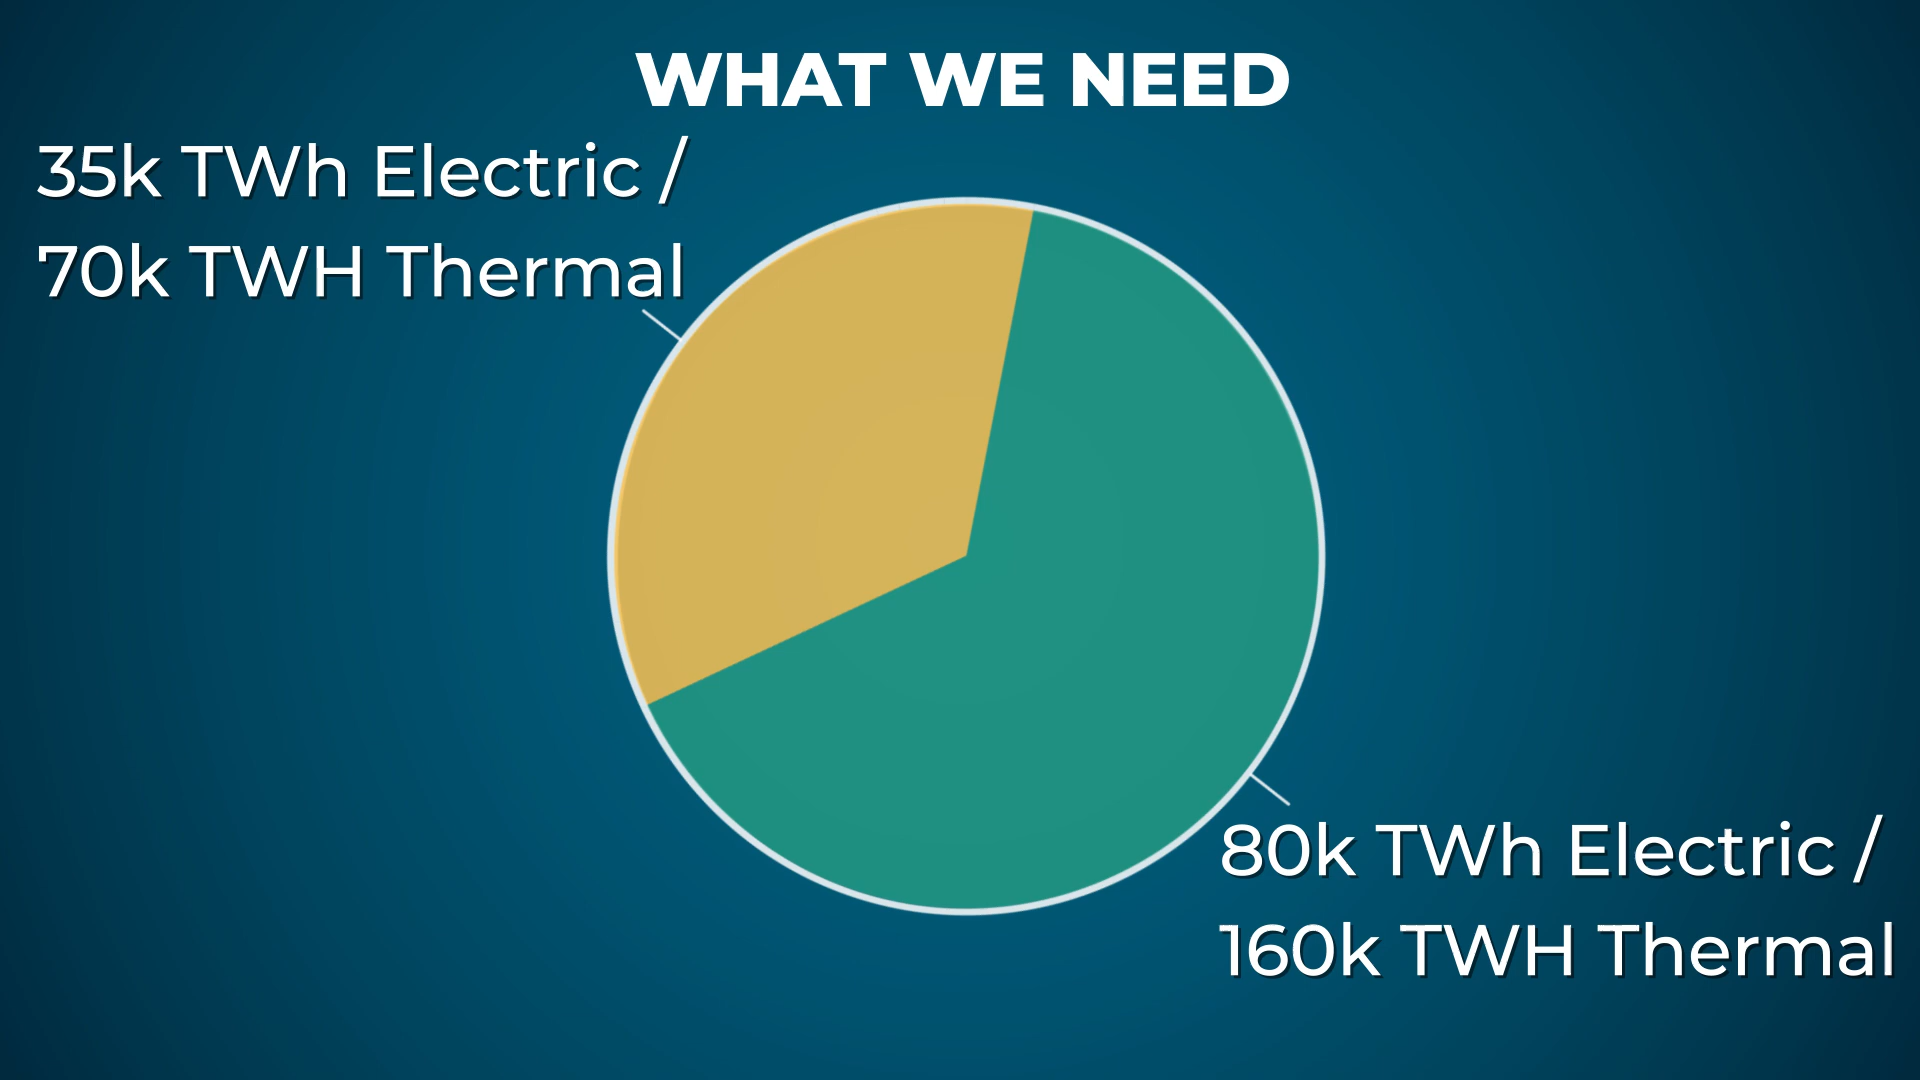 WHAT WE NEED
35k TWh Electric /
70k TWH Thermal
80k TWh Electric /
160k TWH Thermal